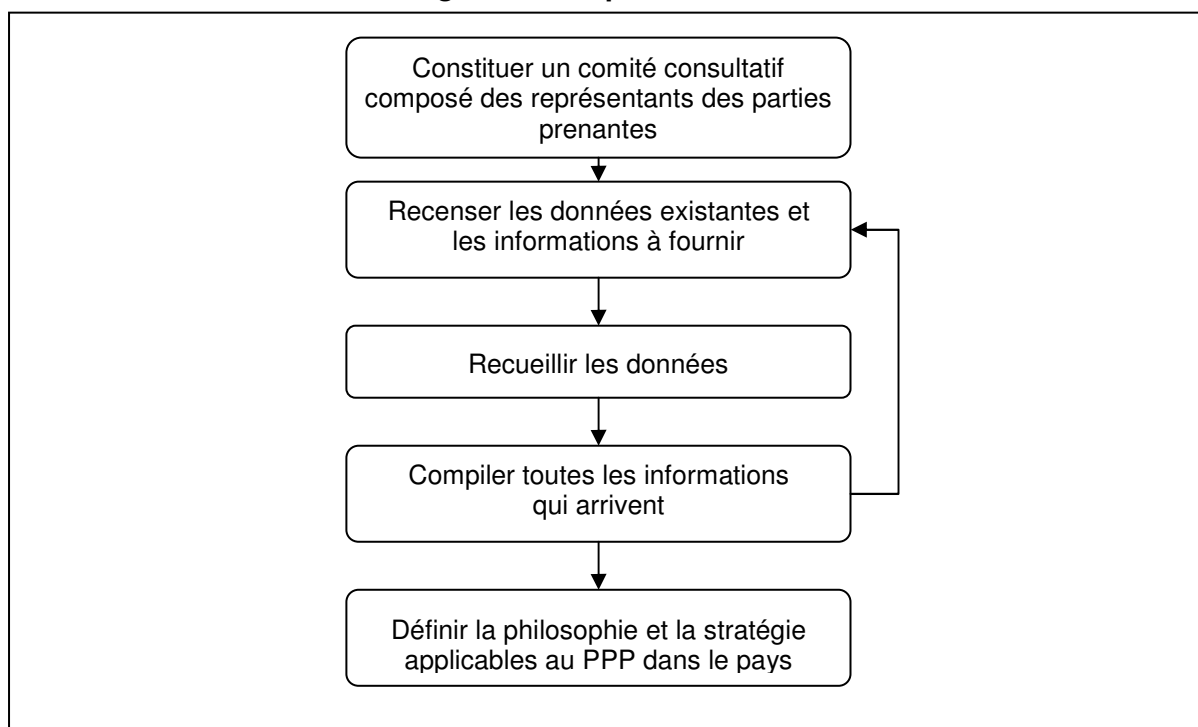 Constituer un comité consultatif
composé des représentants des parties
prenantes
Recenser les données existantes et
les informations à fournir
Recueillir les données
Compiler toutes les informations
qui arrivent
Définir la philosophie et la stratégie
applicables au PPP dans le pays